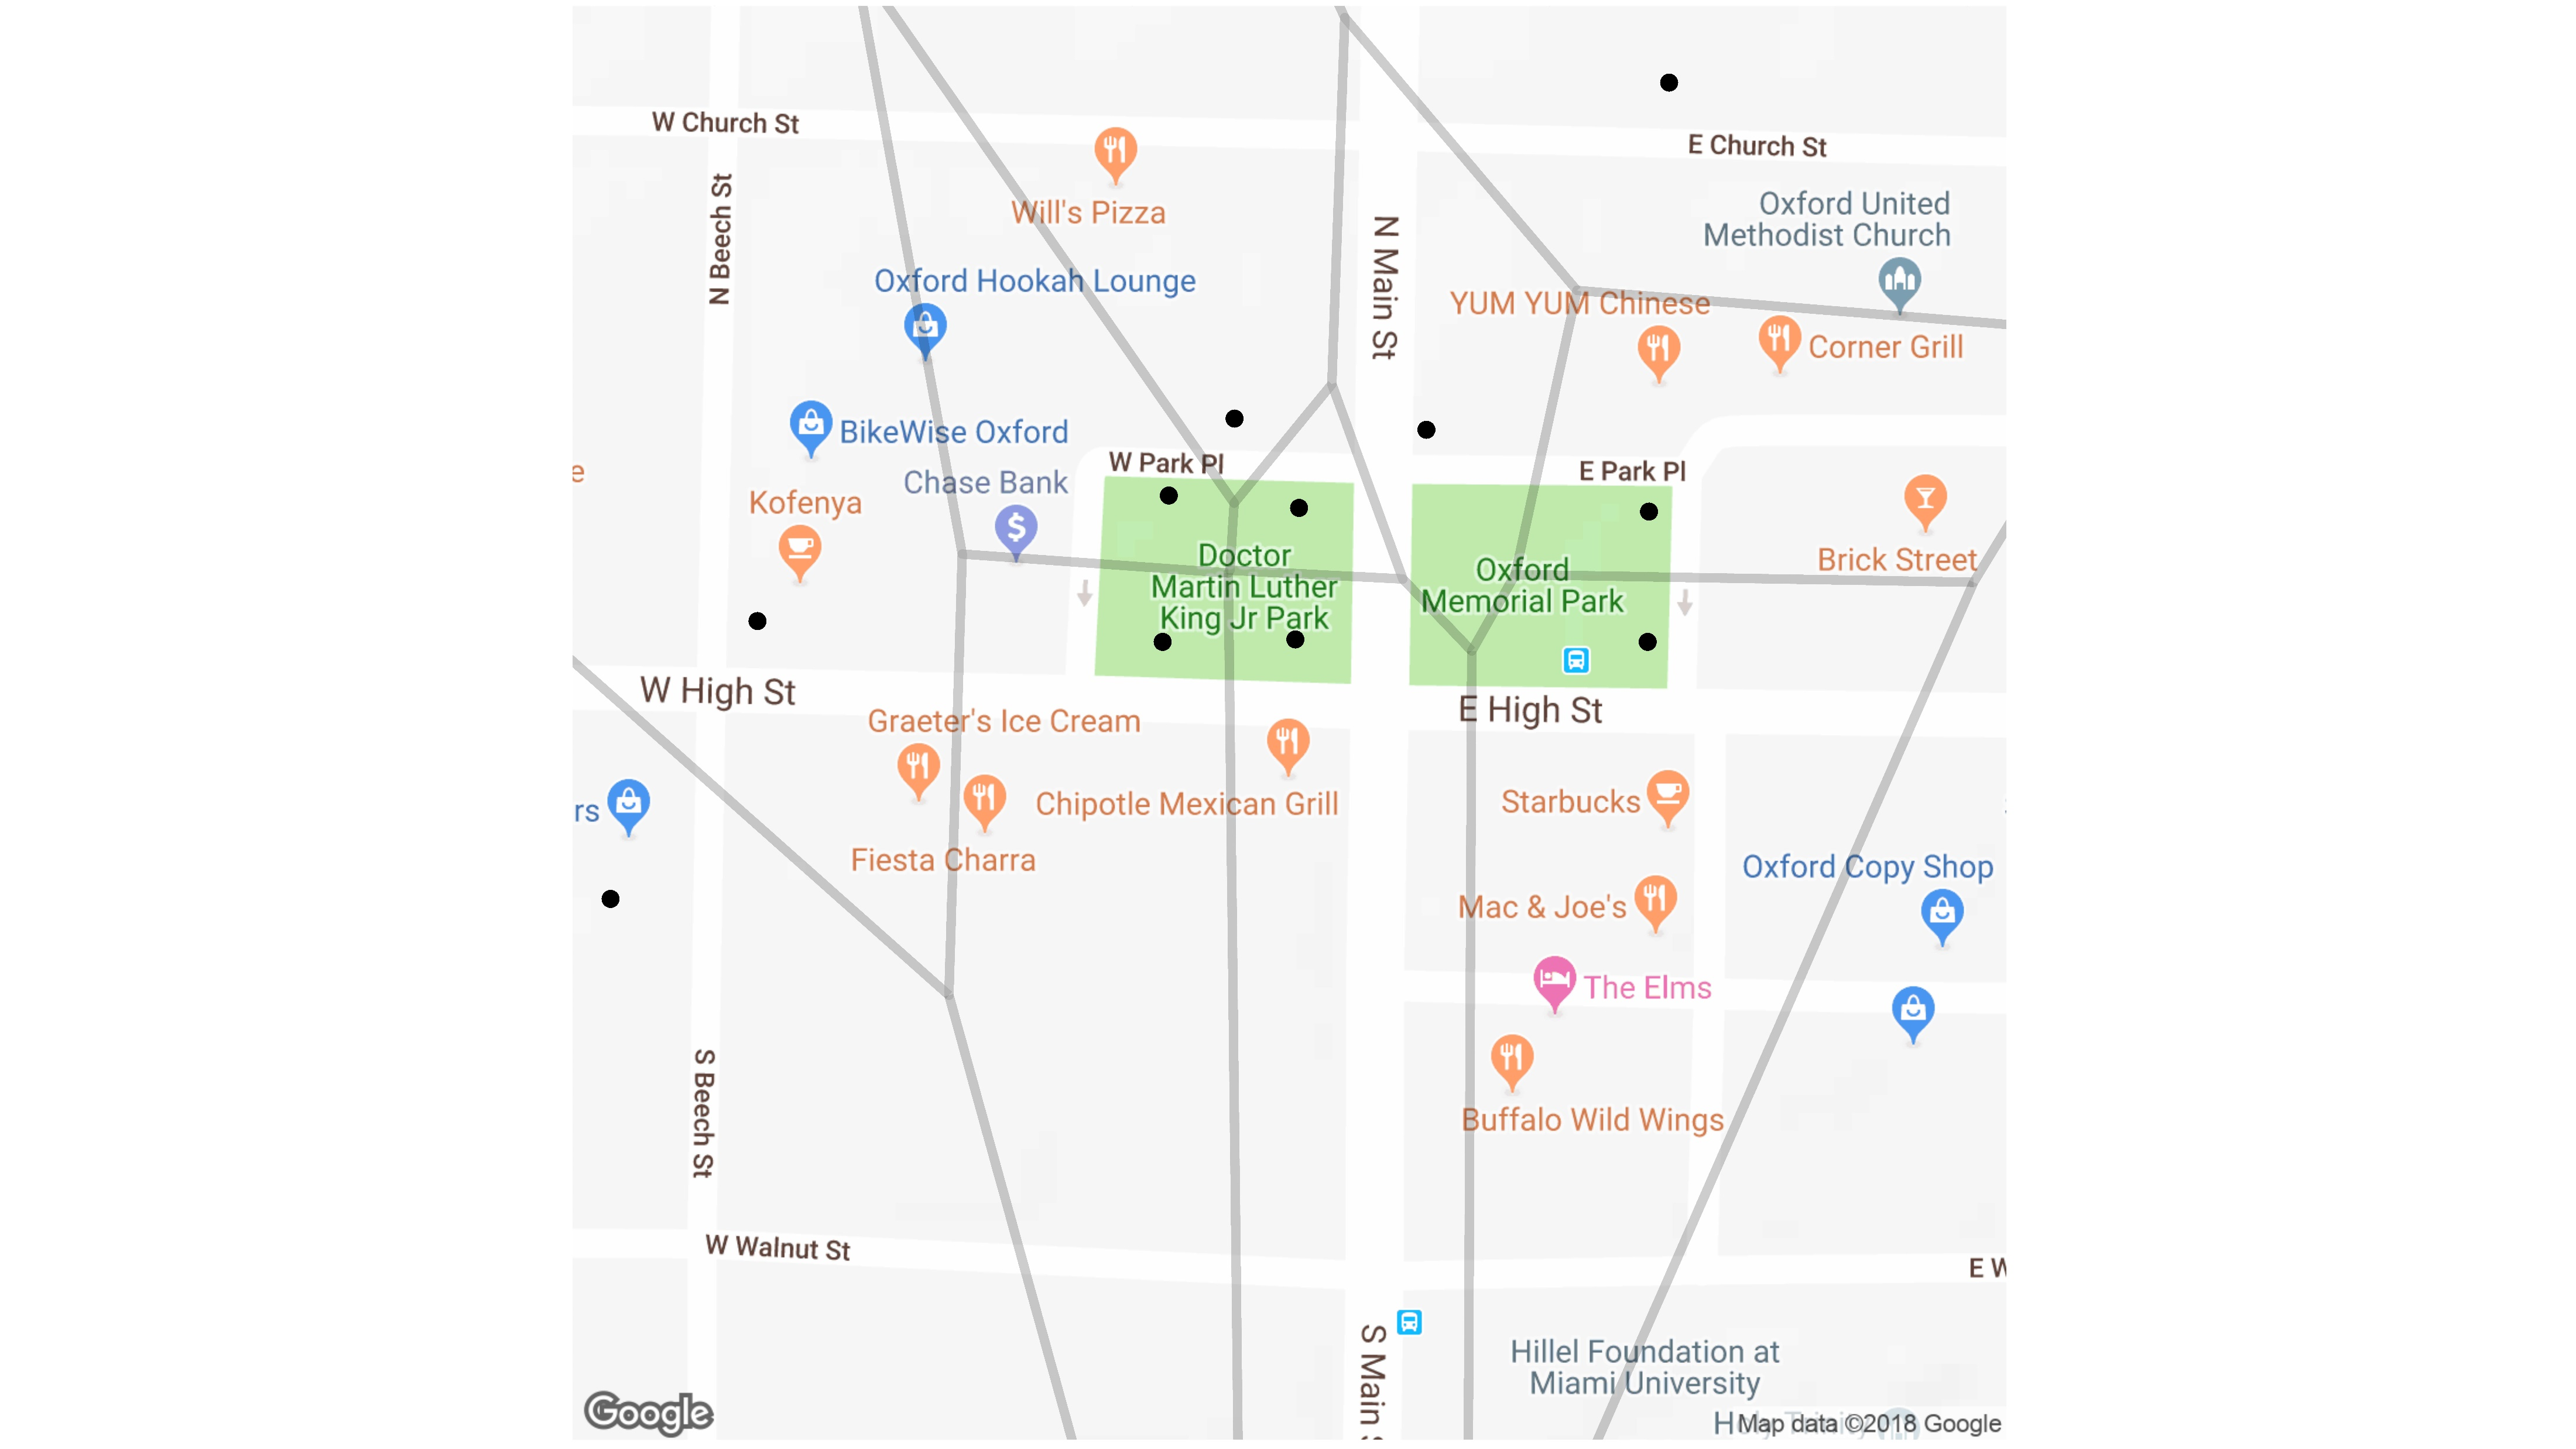 W Church St
E Church St
N Beech St
Will's Pizza
Oxford United
Methodist Church
N Main St
Oxford Hookah Lounge
YUM YUM Chinese
Corner Grill
BikeWise Oxford
W Park Pl
E Park Pl
e
Chase Bank
Kofenya
$
Doctor
Martin Luther
King Jr Park
Oxford
Memorial Park
Brick Street
W High St
E High St
Graeter's Ice Cream
rs
Chipotle Mexican Grill
Starbucks
Fiesta Charra
Oxford Copy Shop
Mac & Joe's
The Elms
S Beech St
Buffalo Wild Wings
W Walnut St
E W
S Main S
Hillel Foundation at
Miami University
Google
Map data ©2018 Google